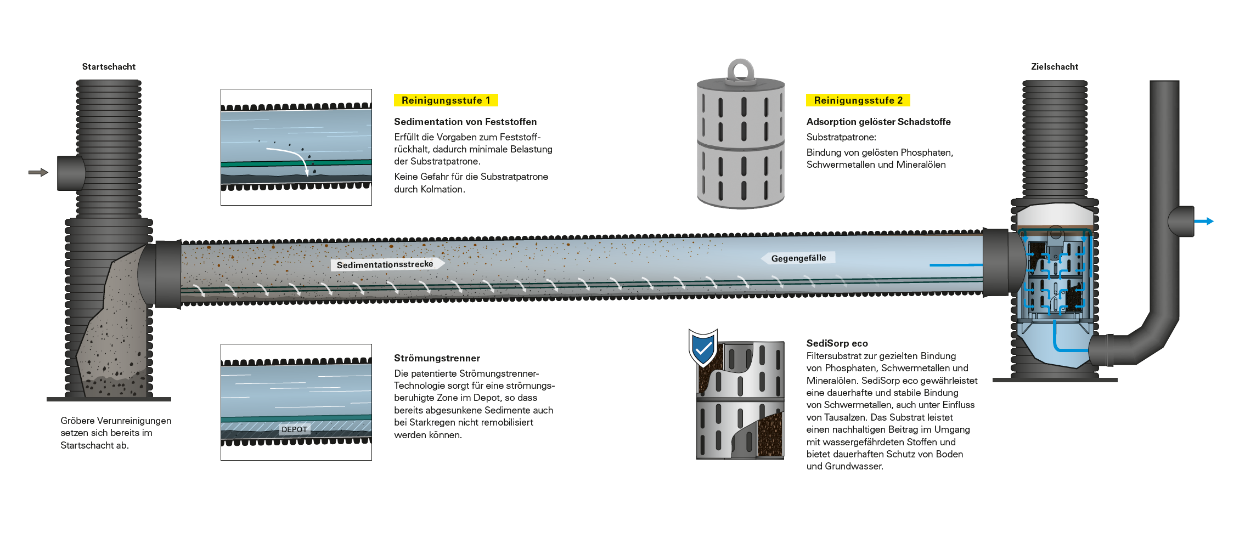 Startschacht
Reinigungsstufe 1
Sedimentation von Feststoffen
Erfüllt die Vorgaben zum Feststoff-
rückhalt, dadurch minimale Belastung
der Substratpatrone.
Keine Gefahr für die Substratpatrone
durch Kolmation.
Reinigungsstufe 2
Adsorption gelöster Schadstoffe
Substratpatrone:
Bindung von gelösten Phosphaten,
Schwermetallen und Mineralölen
Zielschacht
Sedimentationsstrecke
Gegengefälle
Gröbere Verunreinigungen
setzen sich bereits im
Startschacht ab.
DEPOT
Strömungstrenner
Die patentierte Strömungstrenner-
Technologie sorgt für eine strömungs-
beruhigte Zone im Depot, so dass
bereits abgesunkene Sedimente auch
bei Starkregen nicht remobilisiert
werden können.
SediSorp eco
Filtersubstrat zur gezielten Bindung
von Phosphaten, Schwermetallen und
Mineralölen. SediSorp eco gewährleistet
eine dauerhafte und stabile Bindung
von Schwermetallen, auch unter Einfluss
von Tausalzen. Das Substrat leistet
einen nachhaltigen Beitrag im Umgang
mit wassergefährdeten Stoffen und
bietet dauerhaften Schutz von Boden
und Grundwasser.